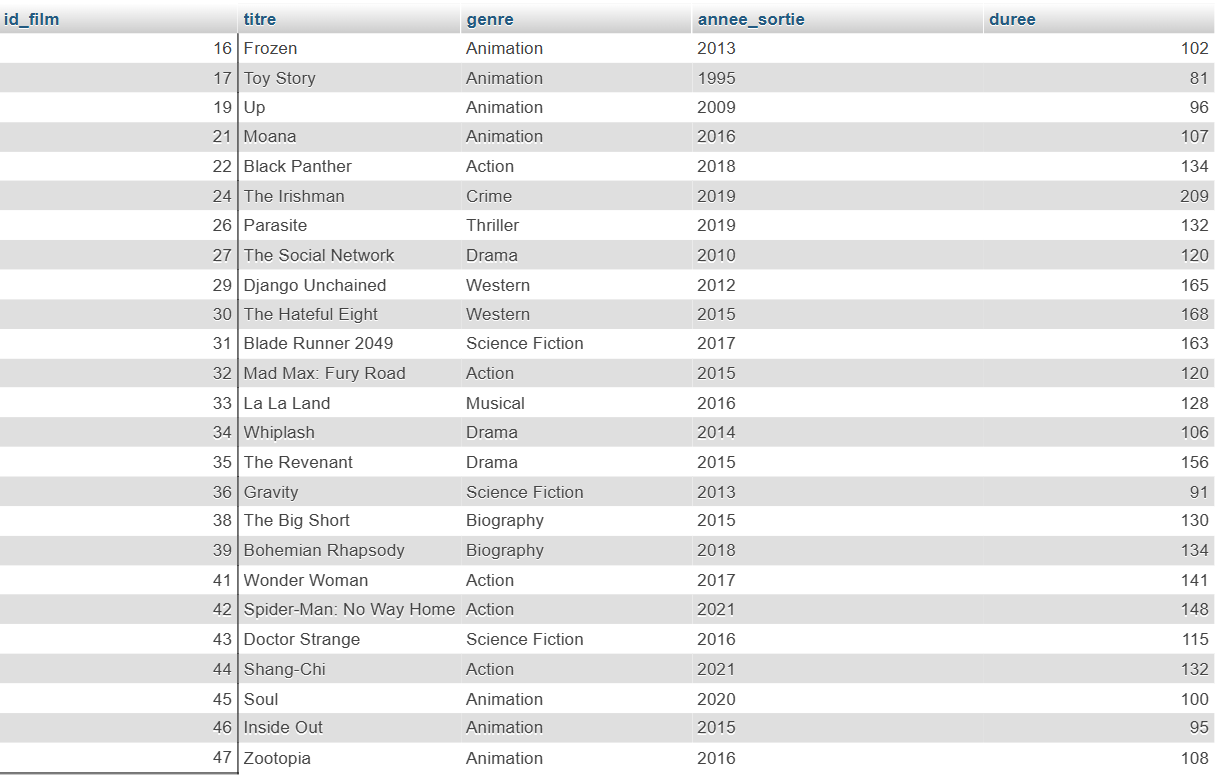 id_film titre genre annee_sortie duree
16 Frozen Animation 2013 102
17 Toy Story Animation 1995 81
19 Up Animation 2009 96
21 Moana Animation 2016 107
22 Black Panther Action 2018 134
24 The Irishman Crime 2019 209
26 Parasite Thriller 2019 132
27 The Social Network Drama 2010 120
29 Django Unchained Western 2012 165
30 The Hateful Eight Western 2015 168
31 Blade Runner 2049 Science Fiction 2017 163
32 Mad Max: Fury Road Action 2015 120
33 La La Land Musical 2016 128
34 Whiplash Drama 2014 106
35 The Revenant Drama 2015 156
36 Gravity Science Fiction 2013 91
38 The Big Short Biography 2015 130
39 Bohemian Rhapsody Biography 2018 134
41 Wonder Woman Action 2017 141
42 Spider-Man: No Way Home Action 2021 148
43 Doctor Strange Science Fiction 2016 115
44 Shang-Chi Action 2021 132
45 Soul Animation 2020 100
46 Inside Out Animation 2015 95
47 Zootopia Animation 2016 108